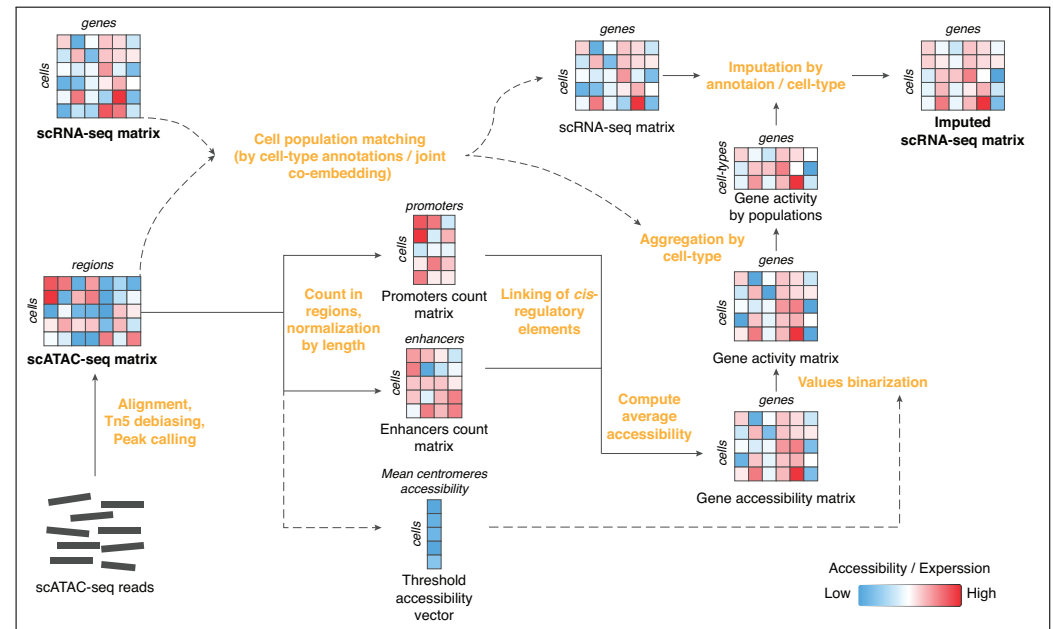 genes
cells
scRNA-seq matrix
Cell population matching
(by cell-type annotations / joint
co-embedding)
genes
cells
scRNA-seq matrix
Imputation by
annotaion / cell-type
genes
cells
Imputed
scRNA-seq matrix
genes
cell-types
Gene activity
by populations
Aggregation by
cell-type
regions
cells
scATAC-seq matrix
Count in
regions,
normalization
by length
promoters
cells
Promoters count
matrix
enhancers
cells
Enhancers count
matrix
Linking of cis-
regulatory
elements
genes
cells
Gene activity matrix
Values binarization
Compute
average
accessibility
genes
cells
Gene accessibility matrix
Alignment,
Tn5 debiasing,
Peak calling
scATAC-seq reads
Mean centromeres
accessibility
cells
Threshold
accessibility
vector
Accessibility / Experssion
Low
High